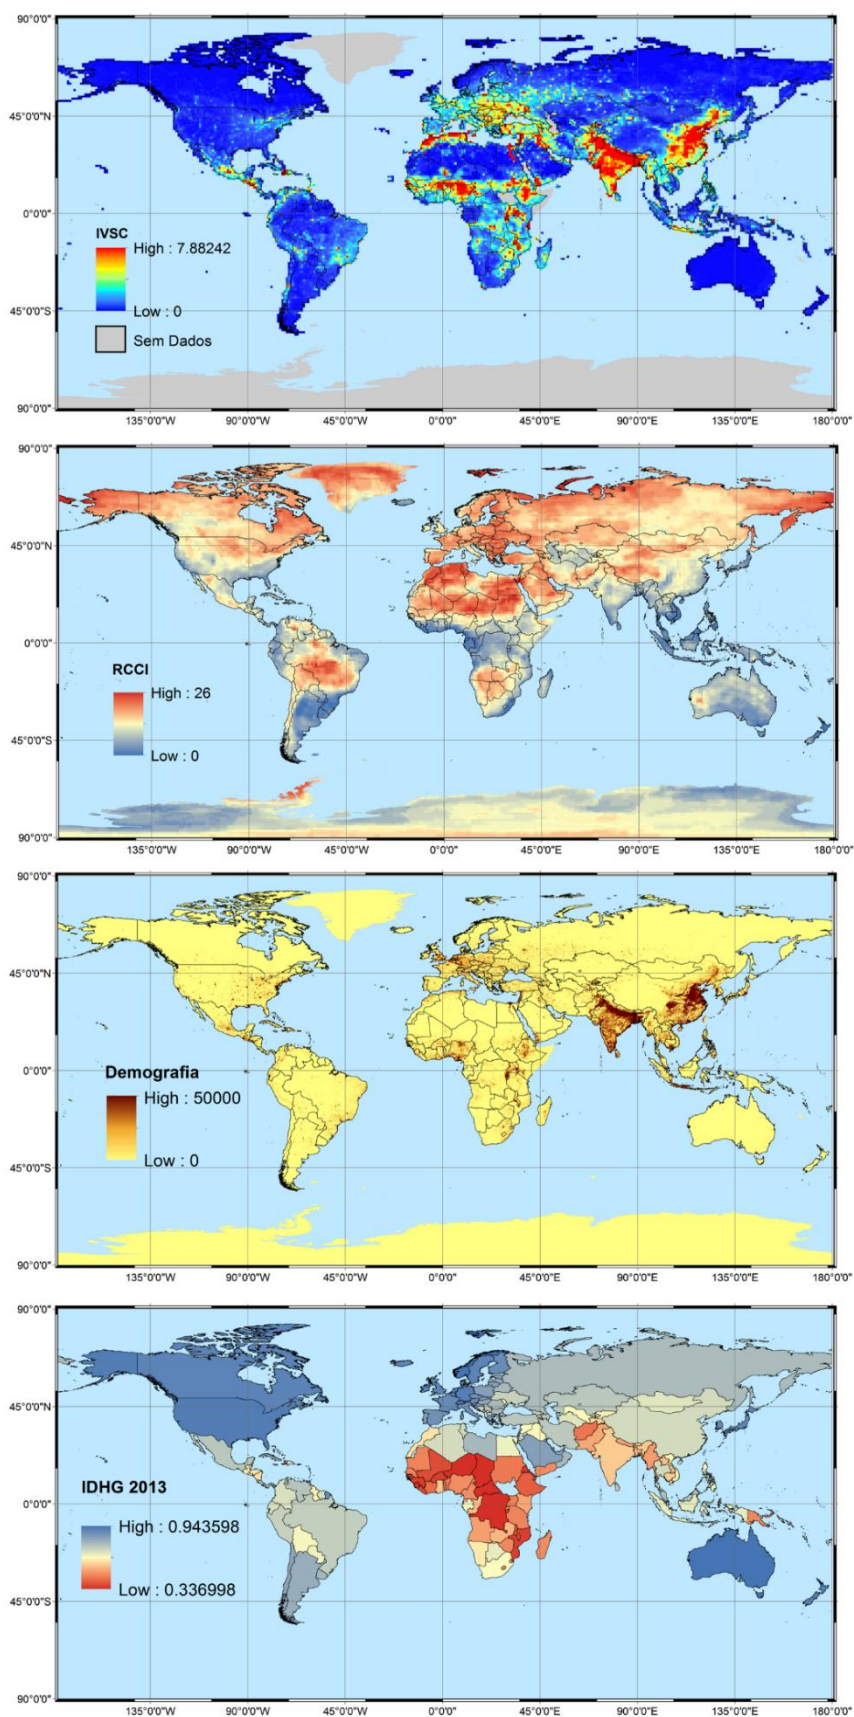 90°0'0"
45°0'0"N
0°0'0"
45°0'0"S
90°0'0"
IVSC
High : 7.88242
Low : 0
Sem Dados
135°0'0"W 90°0'0"W 45°0'0"W 0°0'0" 45°0'0"E 90°0'0"E 135°0'0"E 180°0'0"
90°0'0"
45°0'0"N
0°0'0"
45°0'0"S
90°0'0"
RCCI
High : 26
Low : 0
135°0'0"W 90°0'0"W 45°0'0"W 0°0'0" 45°0'0"E 90°0'0"E 135°0'0"E 180°0'0"
90°0'0"
45°0'0"N
0°0'0"
45°0'0"S
90°0'0"
Demografia
High : 50000
Low : 0
135°0'0"W 90°0'0"W 45°0'0"W 0°0'0" 45°0'0"E 90°0'0"E 135°0'0"E 180°0'0"
90°0'0"
45°0'0"N
0°0'0"
45°0'0"S
90°0'0"
IDHG 2013
High : 0.943598
Low : 0.336998
135°0'0"W 90°0'0"W 45°0'0"W 0°0'0" 45°0'0"E 90°0'0"E 135°0'0"E 180°0'0"